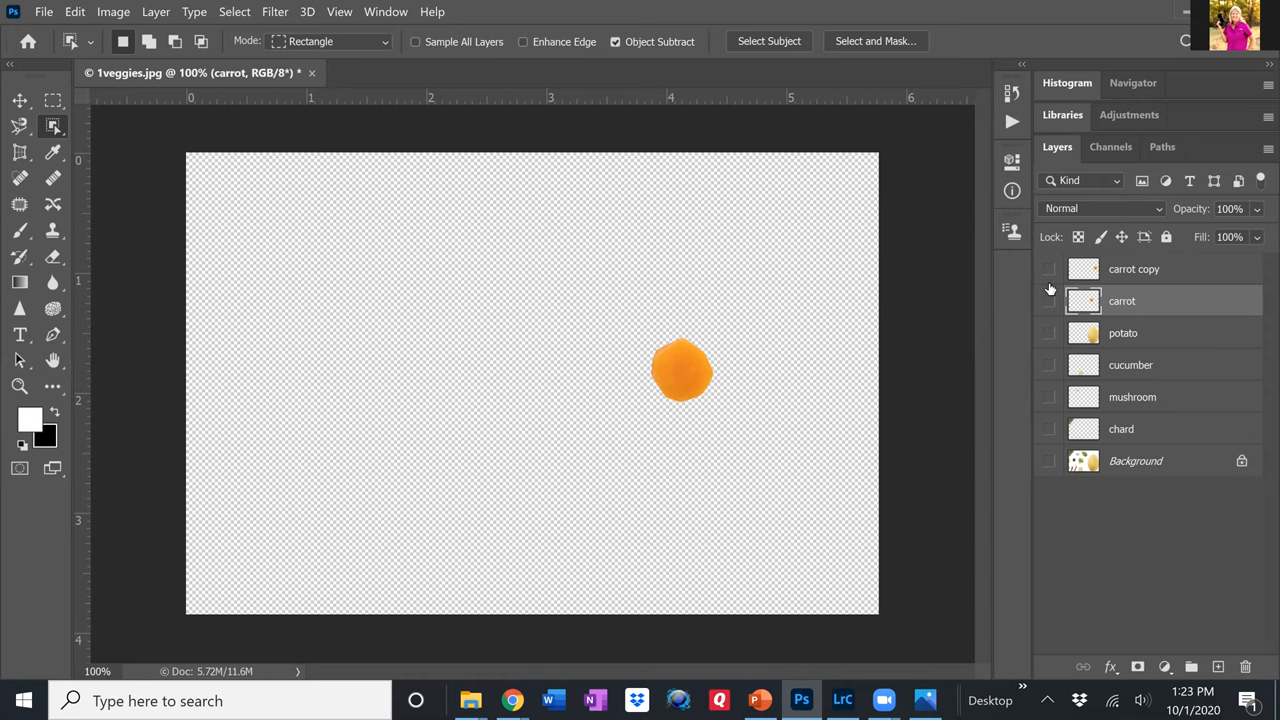 Ps File Edit Image Layer Type Select Filter 3D View Window Help
Mode: Rectangle Sample All Layers Enhance Edge Object Subtract Select Subject Select and Mask...
© 1veggies.jpg @ 100% (carrot, RGB/8*) * ×
Histogram Navigator
0 1 2 3 4 5 6
Libraries Adjustments
Layers Channels Paths
Kind
Normal Opacity: 100%
Lock: Fill: 100%
carrot copy
carrot
potato
cucumber
mushroom
chard
Background
0
1
2
3
4
100% © Doc: 5.72M/11.6M
Type here to search
Desktop
1:23 PM
10/1/2020
1